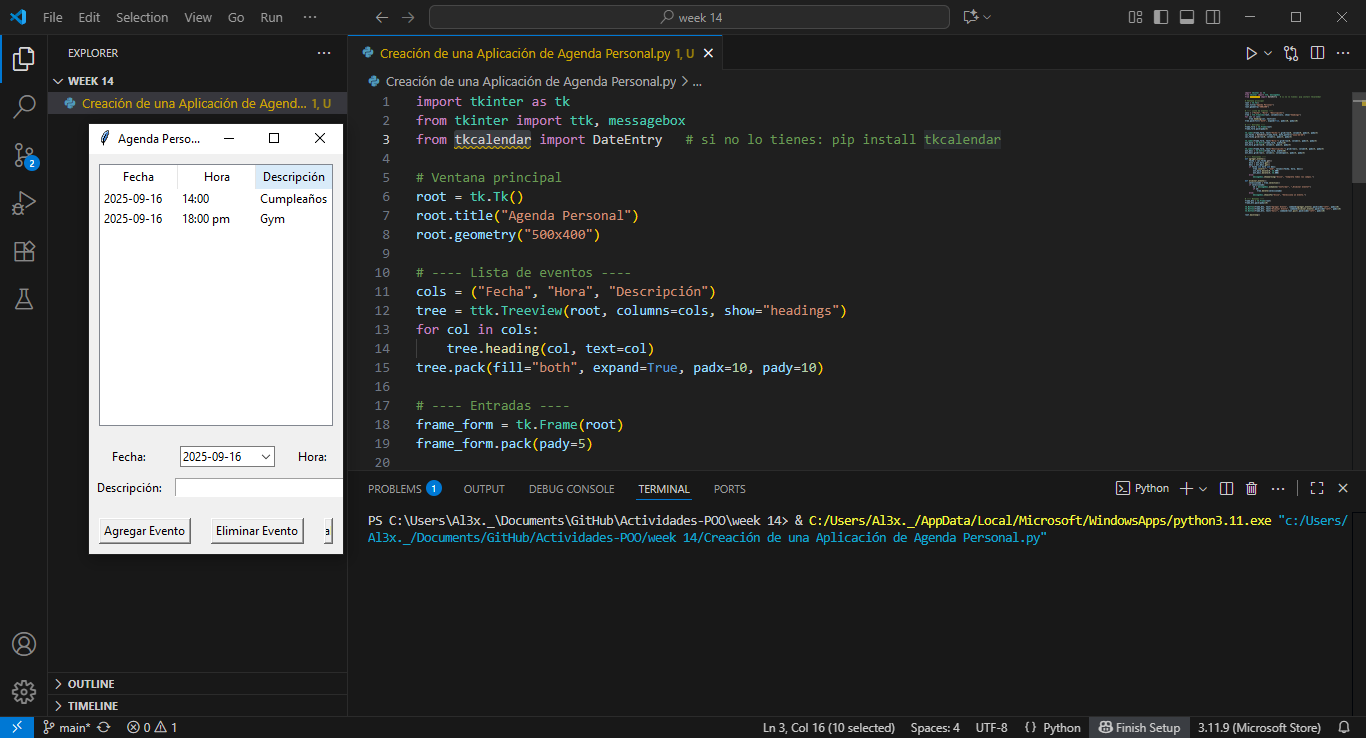 File Edit Selection View Go Run ··· week 14
EXPLORER ···
WEEK 14
Creación de una Aplicación de Agend... 1, U
Agenda Perso...
Fecha Hora Descripción
2025-09-16 14:00 Cumpleaños
2025-09-16 18:00 pm Gym
Fecha: 2025-09-16 Hora:
Descripción:
Agregar Evento Eliminar Evento
2
OUTLINE
TIMELINE
Creación de una Aplicación de Agenda Personal.py 1, U
Creación de una Aplicación de Agenda Personal.py > ...
1 import tkinter as tk
2 from tkinter import ttk, messagebox
3 from tkcalendar import DateEntry # si no lo tienes: pip install tkcalendar
4
5 # Ventana principal
6 root = tk.Tk()
7 root.title("Agenda Personal")
8 root.geometry("500x400")
9
10 # ---- Lista de eventos ----
11 cols = ("Fecha", "Hora", "Descripción")
12 tree = ttk.Treeview(root, columns=cols, show="headings")
13 for col in cols:
14 tree.heading(col, text=col)
15 tree.pack(fill="both", expand=True, padx=10, pady=10)
16
17 # ---- Entradas ----
18 frame_form = tk.Frame(root)
19 frame_form.pack(pady=5)
20
PROBLEMS 1 OUTPUT DEBUG CONSOLE TERMINAL PORTS Python
PS C:\Users\Al3x._\Documents\GitHub\Actividades-POO\week 14> & C:/Users/Al3x._/AppData/Local/Microsoft/WindowsApps/python3.11.exe "c:/Users/
Al3x._/Documents/GitHub/Actividades-POO/week 14/Creación de una Aplicación de Agenda Personal.py"
main* 0 1 Ln 3, Col 16 (10 selected) Spaces: 4 UTF-8 {} Python Finish Setup 3.11.9 (Microsoft Store)